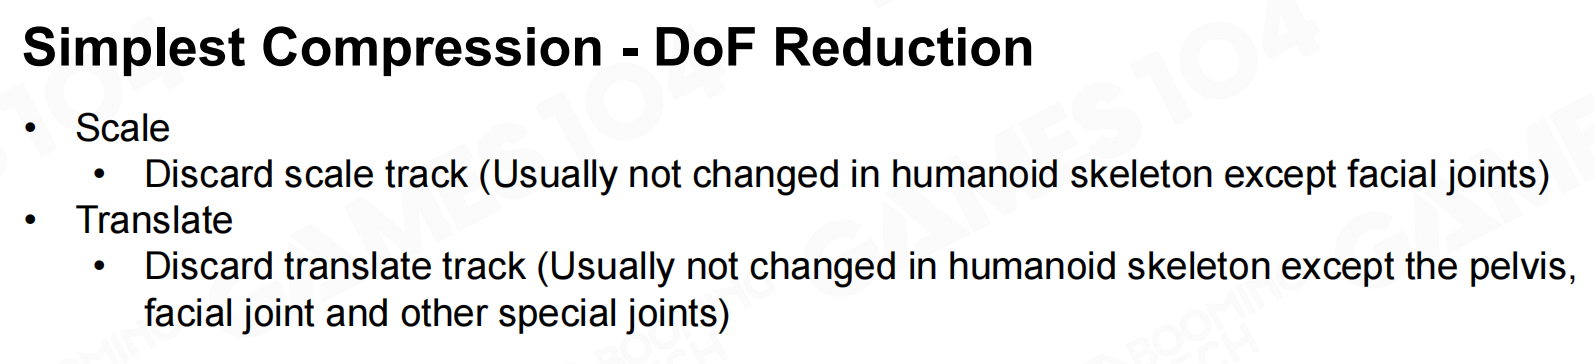 Simplest Compression - DoF Reduction
• Scale
• Discard scale track (Usually not changed in humanoid skeleton except facial joints)
• Translate
• Discard translate track (Usually not changed in humanoid skeleton except the pelvis,
facial joint and other special joints)
GAMES104
GAMES104
GAMES104
BOOMING
TECH